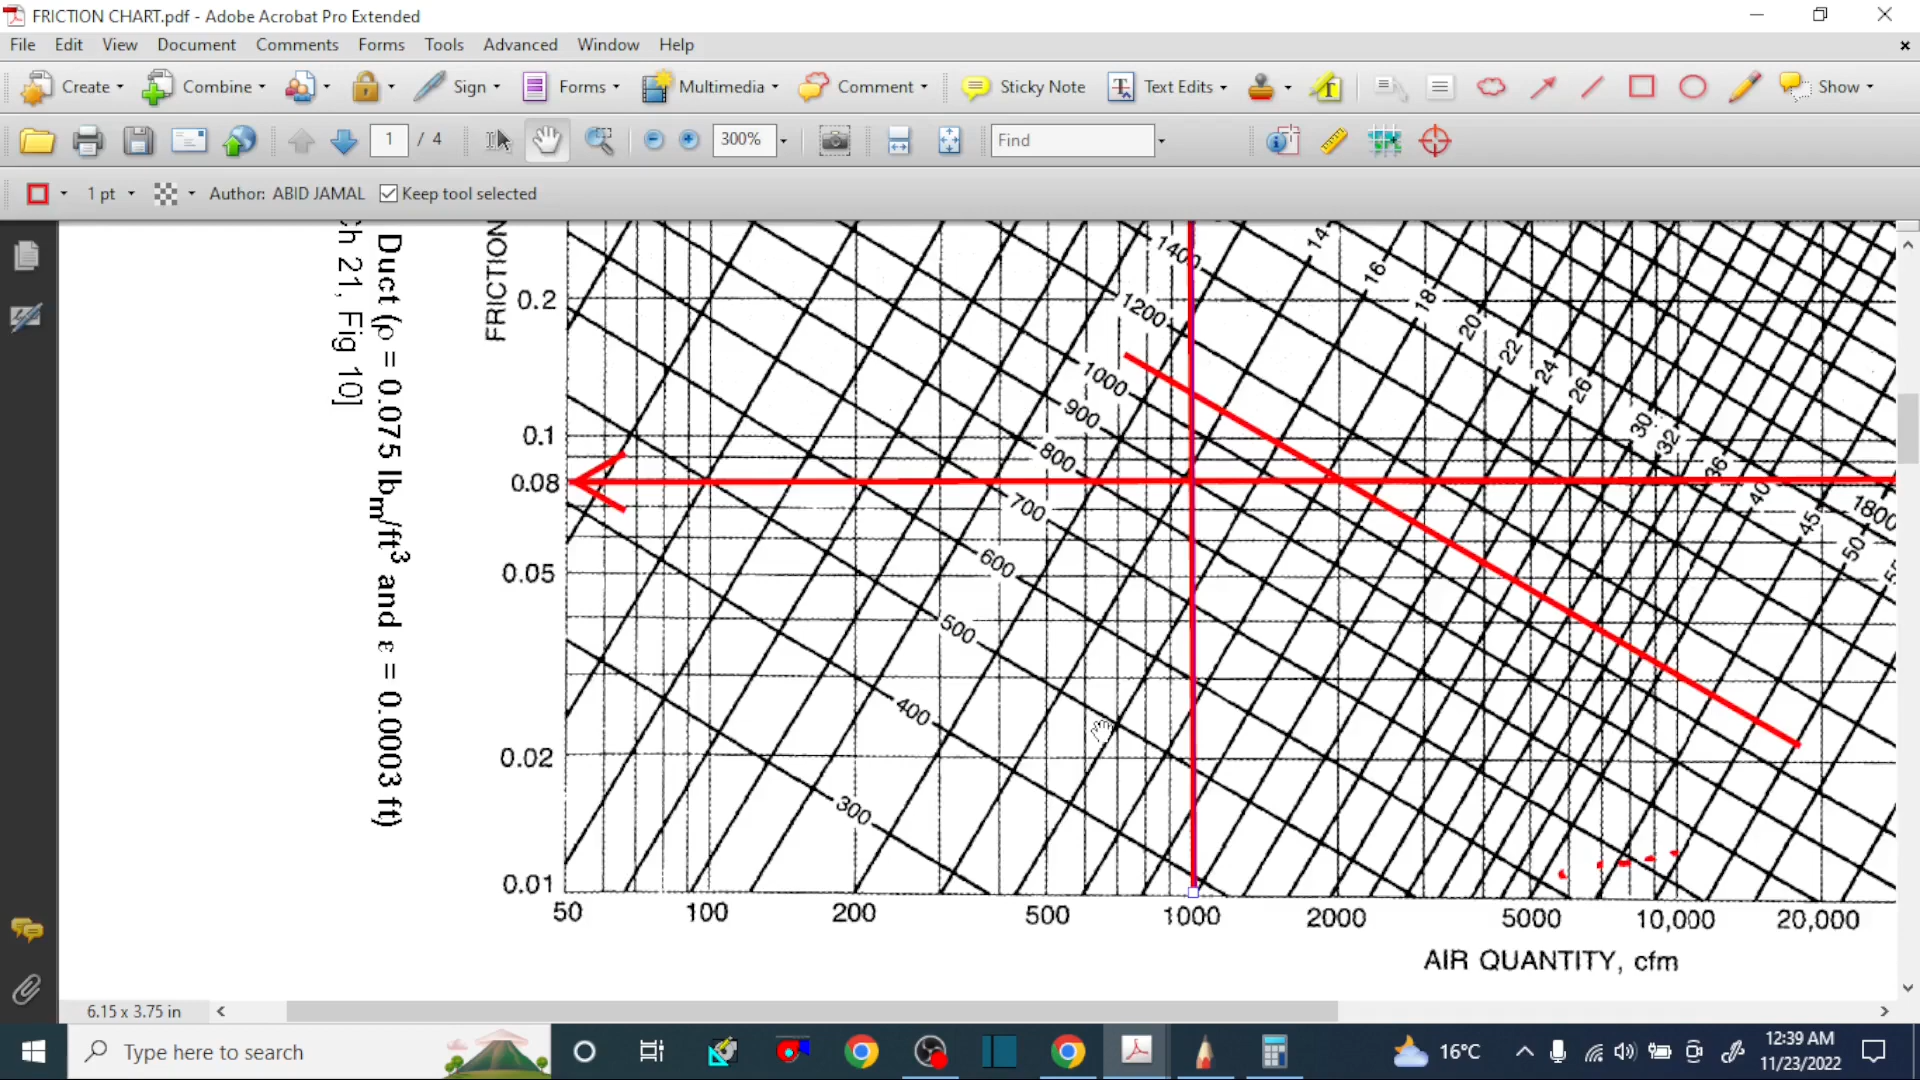 FRICTION CHART.pdf - Adobe Acrobat Pro Extended
File Edit View Document Comments Forms Tools Advanced Window Help
Create Combine Sign Forms Multimedia Comment Sticky Note Text Edits Show
1 / 4 300% Find
1 pt Author: ABID JAMAL Keep tool selected
Duct (ρ = 0.075 lbm/ft3 and ε = 0.0003 ft)
ch 21, Fig 10]
FRICTION
0.2
0.1
0.08
0.05
0.02
0.01
1400
1200
1000
900
800
700
600
500
400
300
14
16
18
20
22
24
26
30
32
36
40
45
50
1800
50 100 200 500 1000 2000 5000 10,000 20,000
AIR QUANTITY, cfm
6.15 x 3.75 in
Type here to search
16°C
12:39 AM
11/23/2022